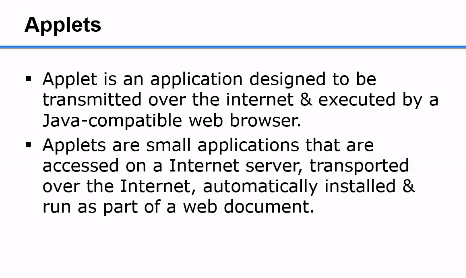 Applets
▪ Applet is an application designed to be
transmitted over the internet & executed by a
Java-compatible web browser.
▪ Applets are small applications that are
accessed on a Internet server, transported
over the Internet, automatically installed &
run as part of a web document.